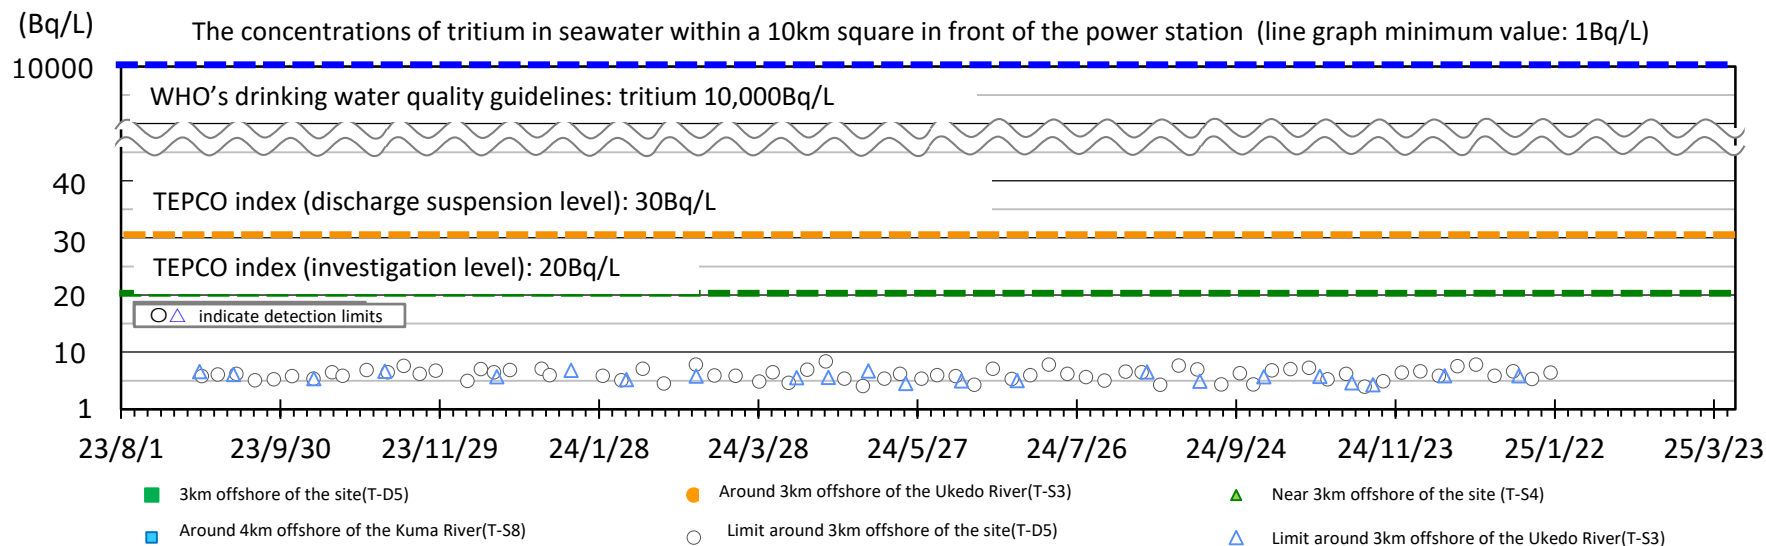 (Bq/L)
The concentrations of tritium in seawater within a 10km square in front of the power station (line graph minimum value: 1Bq/L)
10000
WHO's drinking water quality guidelines: tritium 10,000Bq/L
40
TEPCO index (discharge suspension level): 30Bq/L
30
TEPCO index (investigation level): 20Bq/L
20
○△ indicate detection limits
10
1
23/8/1 23/9/30 23/11/29 24/1/28 24/3/28 24/5/27 24/7/26 24/9/24 24/11/23 25/1/22 25/3/23
3km offshore of the site(T-D5)
Around 3km offshore of the Ukedo River(T-S3)
Near 3km offshore of the site (T-S4)
Around 4km offshore of the Kuma River(T-S8)
Limit around 3km offshore of the site(T-D5)
Limit around 3km offshore of the Ukedo River(T-S3)